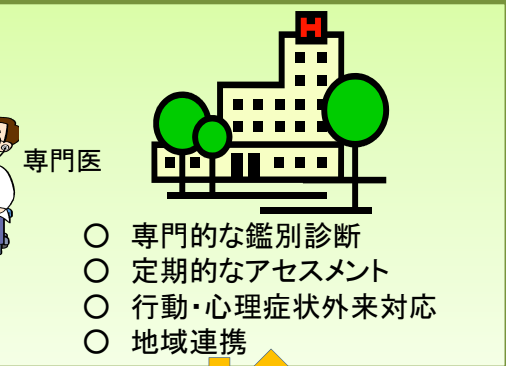 H
専門医
○ 専門的な鑑別診断
○ 定期的なアセスメント
○ 行動・心理症状外来対応
○ 地域連携